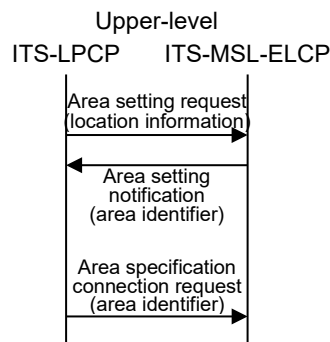 Upper-level
ITS-LPCP ITS-MSL-ELCP
Area setting request
(location information)
Area setting
notification
(area identifier)
Area specification
connection request
(area identifier)